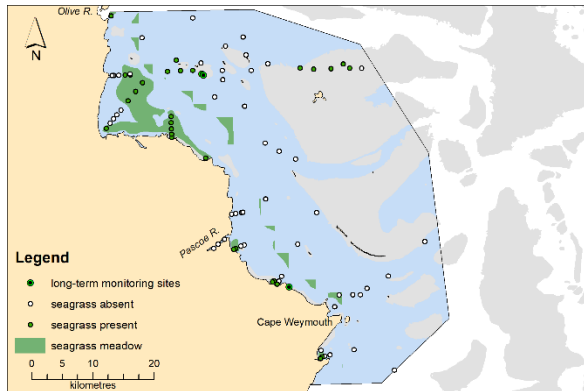 Olive R.
N
Pascoe R.
Legend
long-term monitoring sites
seagrass absent
seagrass present
seagrass meadow
Cape Weymouth
0 5 10 20
kilometres